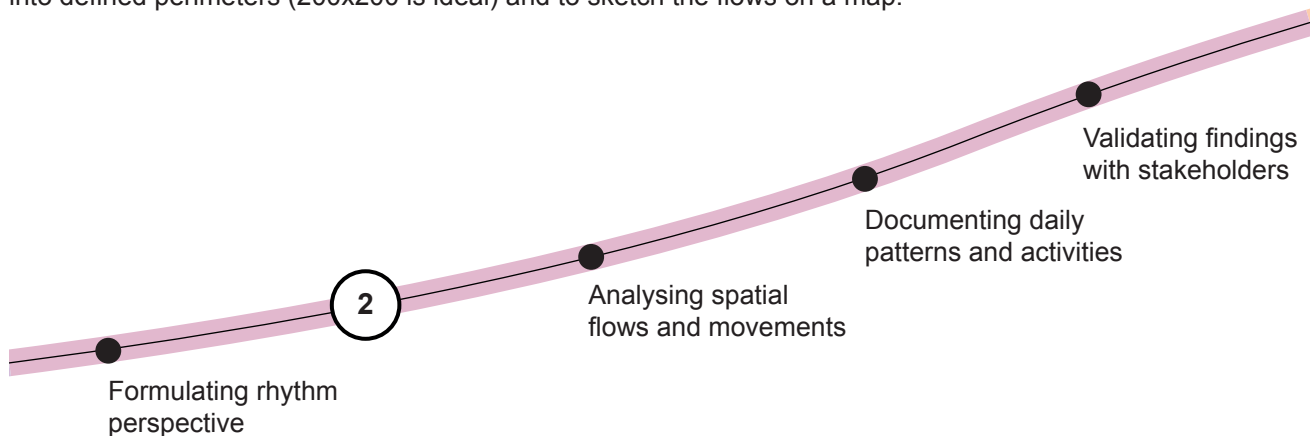 into defined perimeters (200x200 is ideal) and to sketch the flows on a map.
Validating findings
with stakeholders
Documenting daily
patterns and activities
Analysing spatial
flows and movements
2
Formulating rhythm
perspective